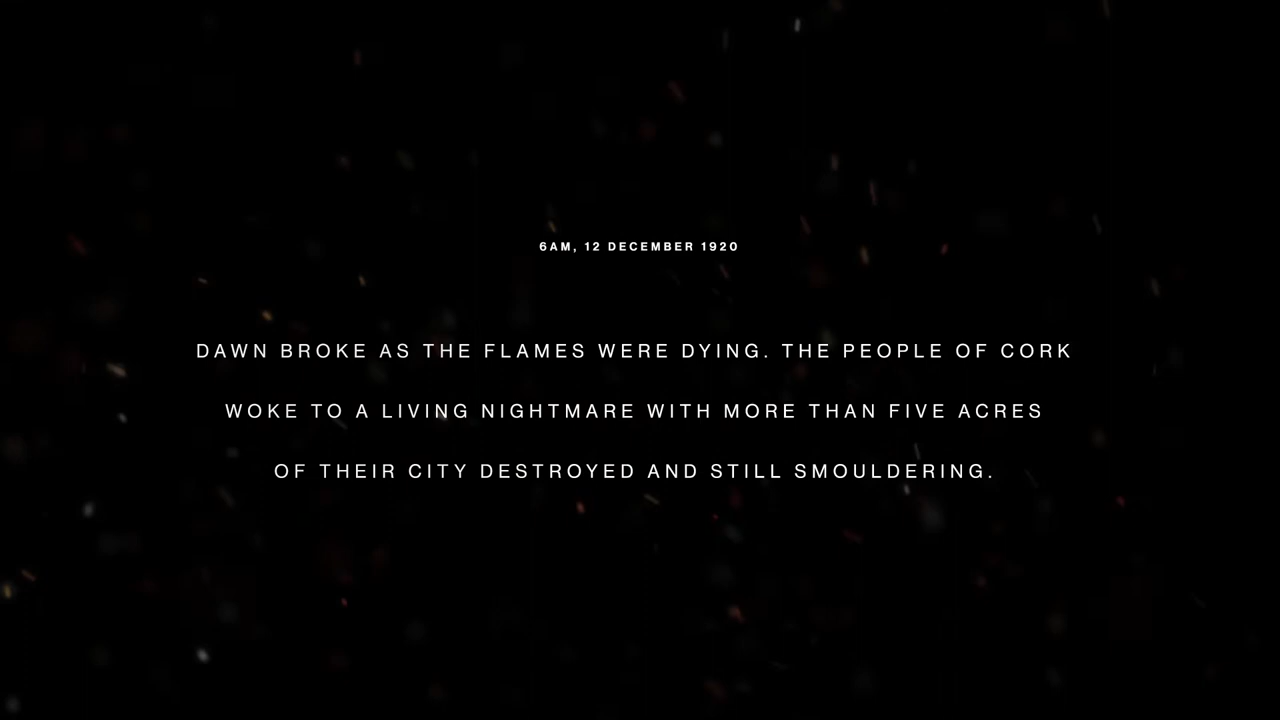 6AM, 12 DECEMBER 1920
DAWN BROKE AS THE FLAMES WERE DYING. THE PEOPLE OF CORK
WOKE TO A LIVING NIGHTMARE WITH MORE THAN FIVE ACRES
OF THEIR CITY DESTROYED AND STILL SMOULDERING.